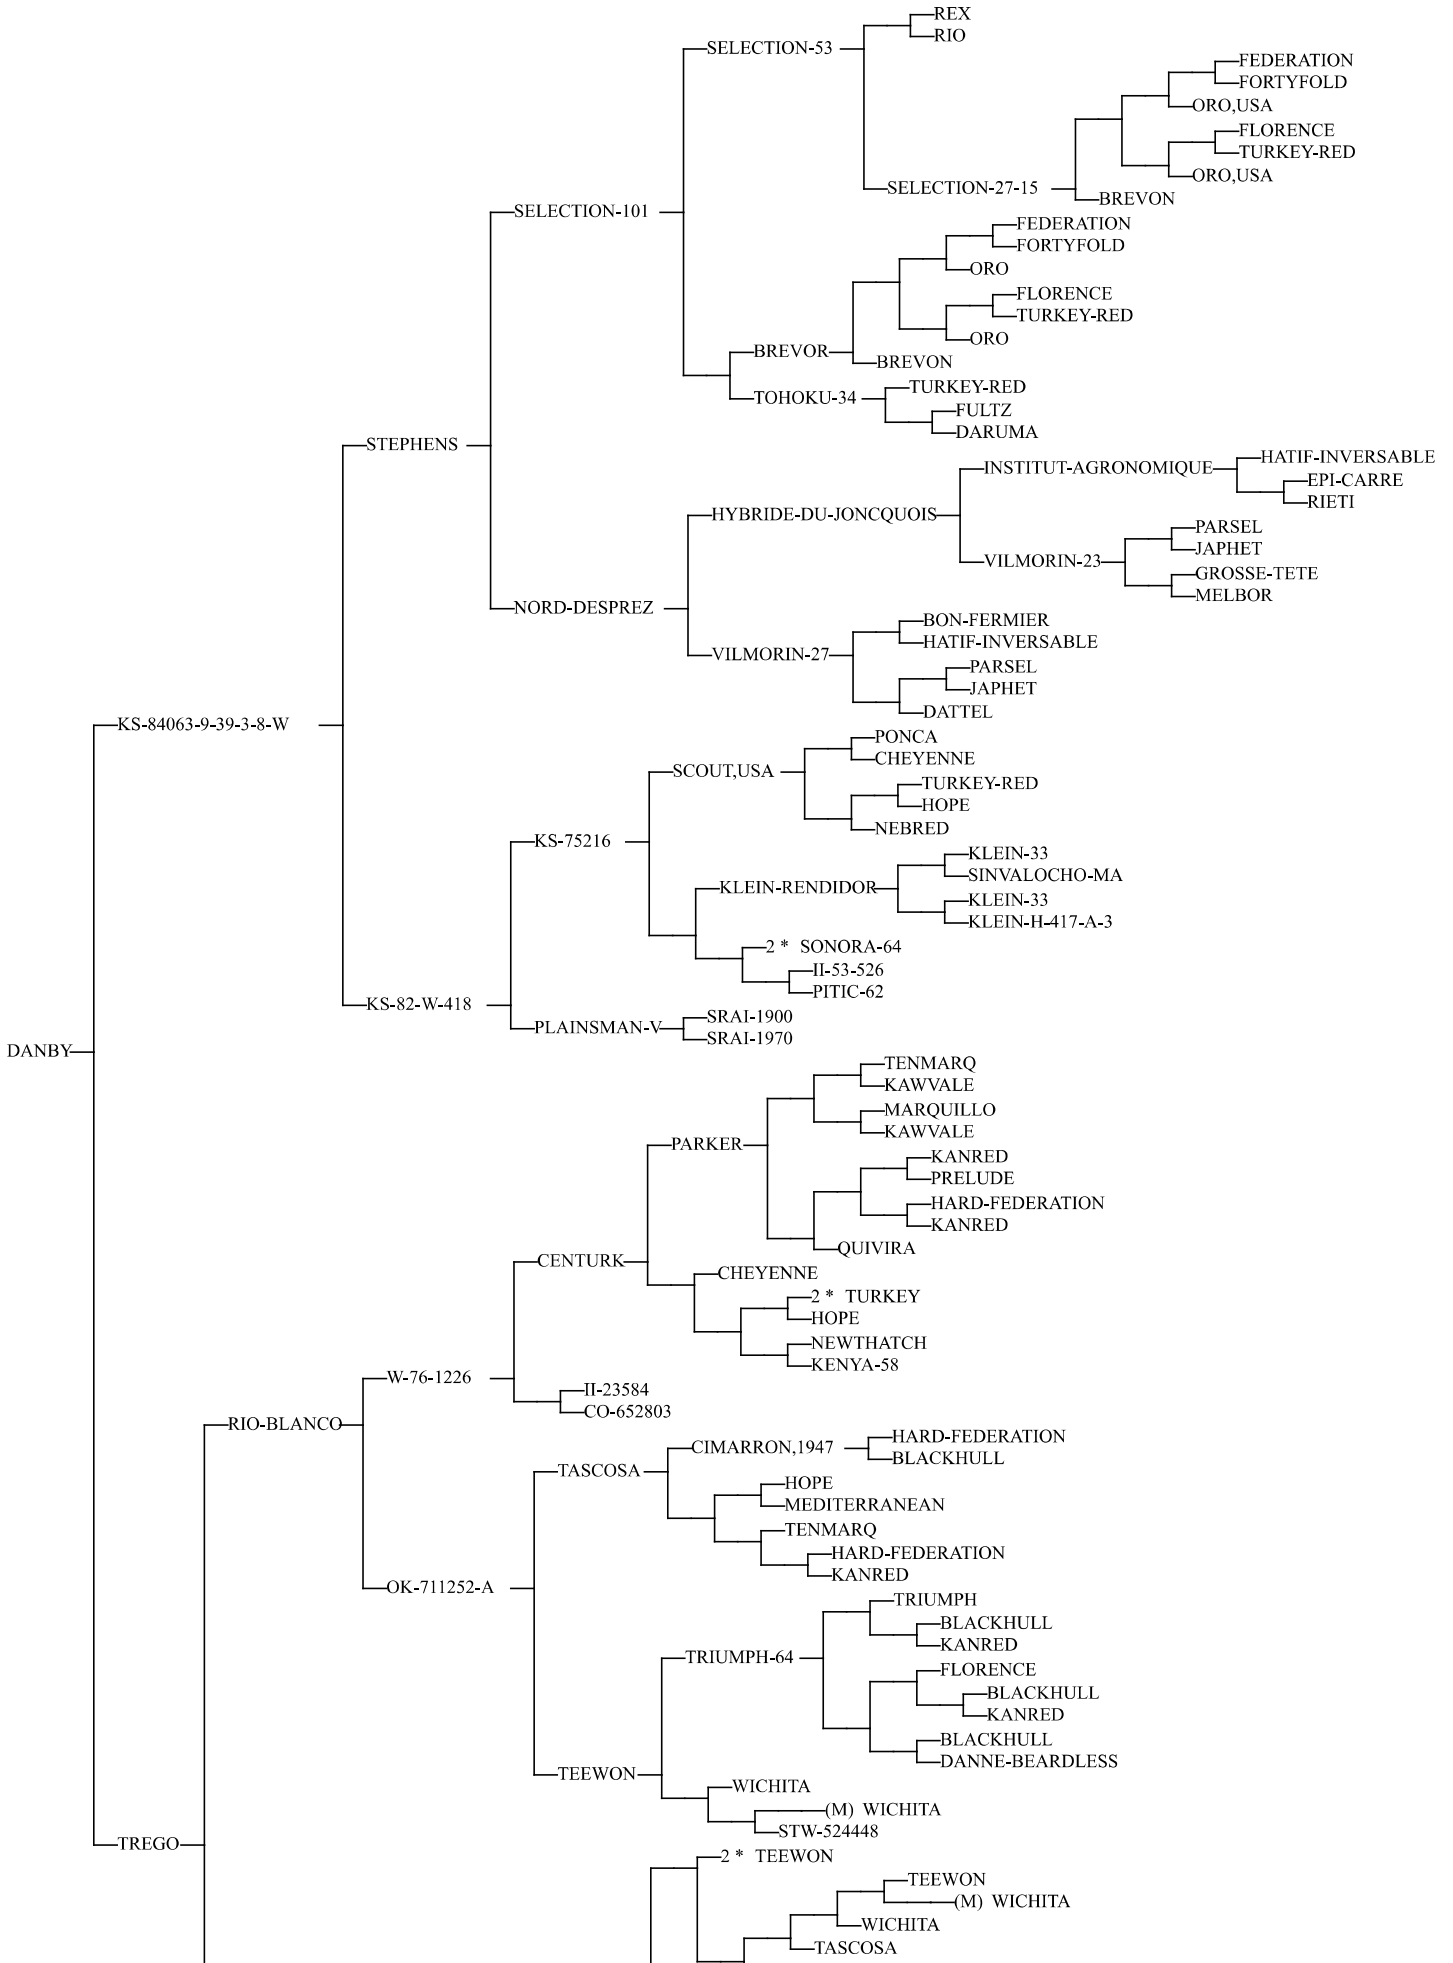 REX
RIO
SELECTION-53
FEDERATION
FORTYFOLD
ORO,USA
FLORENCE
TURKEY-RED
ORO,USA
SELECTION-27-15
BREVON
SELECTION-101
FEDERATION
FORTYFOLD
ORO
FLORENCE
TURKEY-RED
ORO
BREVOR
BREVON
TOHOKU-34
TURKEY-RED
FULTZ
DARUMA
STEPHENS
INSTITUT-AGRONOMIQUE
HATIF-INVERSABLE
EPI-CARRE
RIETI
HYBRIDE-DU-JONCQUOIS
PARSEL
JAPHET
VILMORIN-23
GROSSE-TETE
MELBOR
NORD-DESPREZ
BON-FERMIER
HATIF-INVERSABLE
VILMORIN-27
PARSEL
JAPHET
DATTEL
KS-84063-9-39-3-8-W
PONCA
CHEYENNE
SCOUT,USA
TURKEY-RED
HOPE
NEBRED
KS-75216
KLEIN-33
SINVALOCHO-MA
KLEIN-RENDIDOR
KLEIN-33
KLEIN-H-417-A-3
2 * SONORA-64
II-53-526
PITIC-62
KS-82-W-418
SRAI-1900
PLAINSMAN-V
SRAI-1970
DANBY
TENMARQ
KAWVALE
MARQUILLO
KAWVALE
PARKER
KANRED
PRELUDE
HARD-FEDERATION
KANRED
QUIVIRA
CENTURK
CHEYENNE
2 * TURKEY
HOPE
NEWTHATCH
KENYA-58
W-76-1226
II-23584
CO-652803
RIO-BLANCO
HARD-FEDERATION
CIMARRON,1947
BLACKHULL
TASCOSA
HOPE
MEDITERRANEAN
TENMARQ
HARD-FEDERATION
KANRED
OK-711252-A
TRIUMPH
BLACKHULL
KANRED
TRIUMPH-64
FLORENCE
BLACKHULL
KANRED
BLACKHULL
DANNE-BEARDLESS
TEEWON
WICHITA
(M) WICHITA
STW-524448
TREGO
2 * TEEWON
TEEWON
(M) WICHITA
WICHITA
TASCOSA